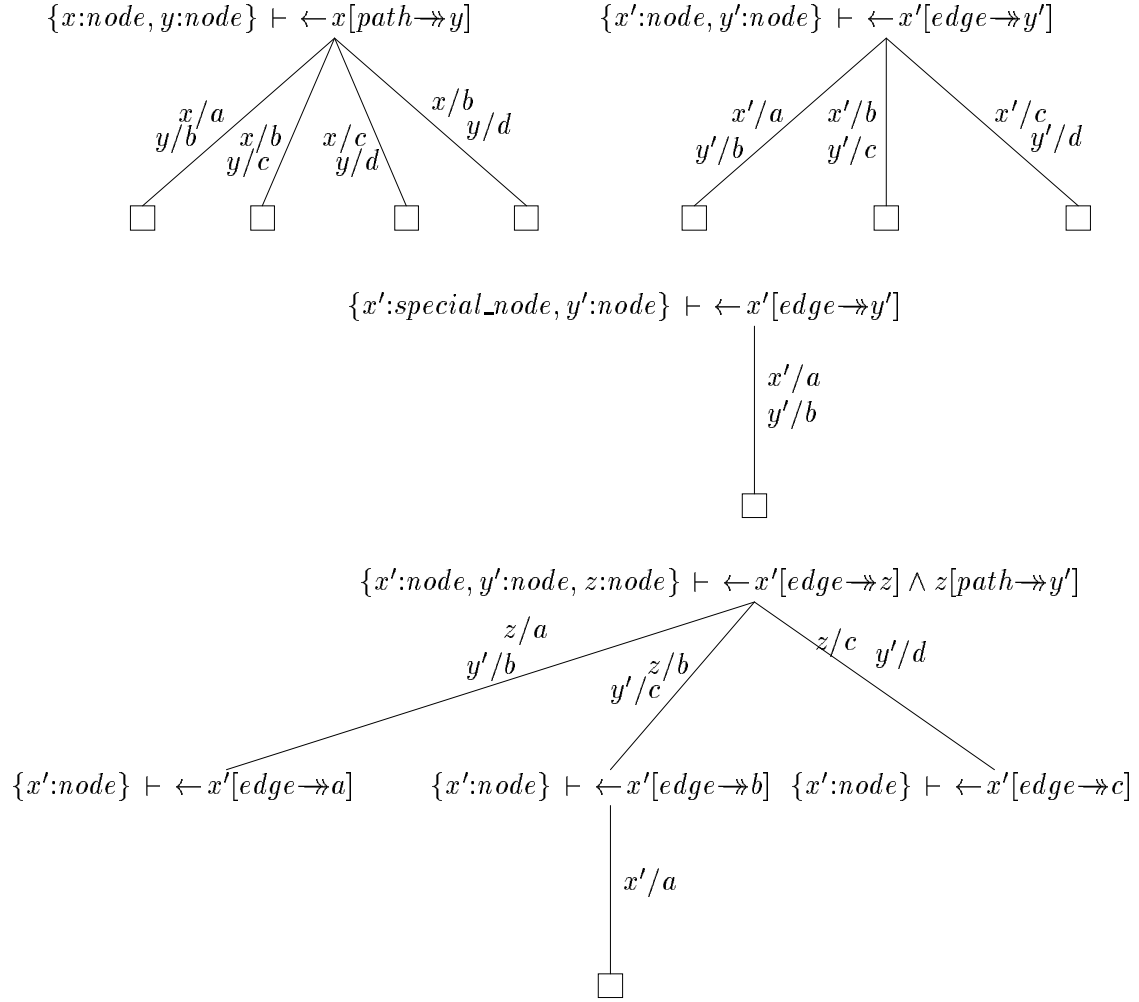 {x:node, y:node} ⊢ ← x[path↠y]
{x′:node, y′:node} ⊢ ← x′[edge↠y′]
x/a
y/b
x/b
y/c
x/c
y/d
x/b
y/d
x′/a
y′/b
x′/b
y′/c
x′/c
y′/d
{x′:special_node, y′:node} ⊢ ← x′[edge↠y′]
x′/a
y′/b
{x′:node, y′:node, z:node} ⊢ ← x′[edge↠z] ∧ z[path↠y′]
z/a
y′/b
z/b
y′/c
z/c
y′/d
{x′:node} ⊢ ← x′[edge↠a]
{x′:node} ⊢ ← x′[edge↠b]
{x′:node} ⊢ ← x′[edge↠c]
x′/a